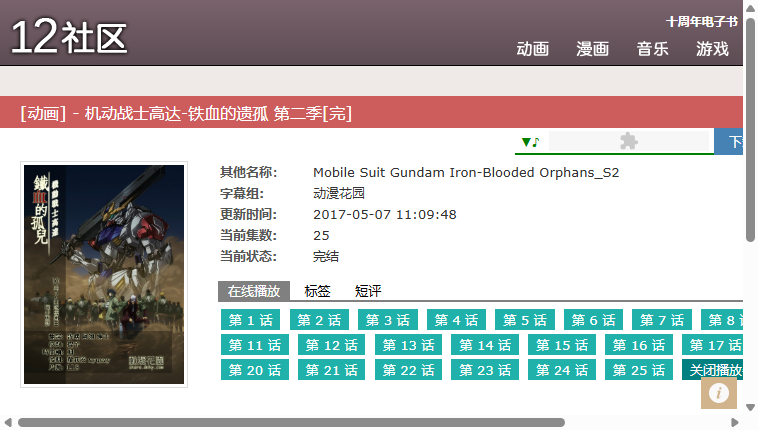 十周年电子书
12社区
动画 漫画 音乐 游戏
[动画] - 机动战士高达-铁血的遗孤 第二季[完]
▼♪
其他名称: Mobile Suit Gundam Iron-Blooded Orphans_S2
字幕组: 动漫花园
更新时间: 2017-05-07 11:09:48
当前集数: 25
当前状态: 完结
鐵血的孤兒
機動戰士高達
動漫花園
在线播放 标签 短评
第 1 话 第 2 话 第 3 话 第 4 话 第 5 话 第 6 话 第 7 话 第 8
第 11 话 第 12 话 第 13 话 第 14 话 第 15 话 第 16 话 第 17 话
第 20 话 第 21 话 第 22 话 第 23 话 第 24 话 第 25 话 关闭播放